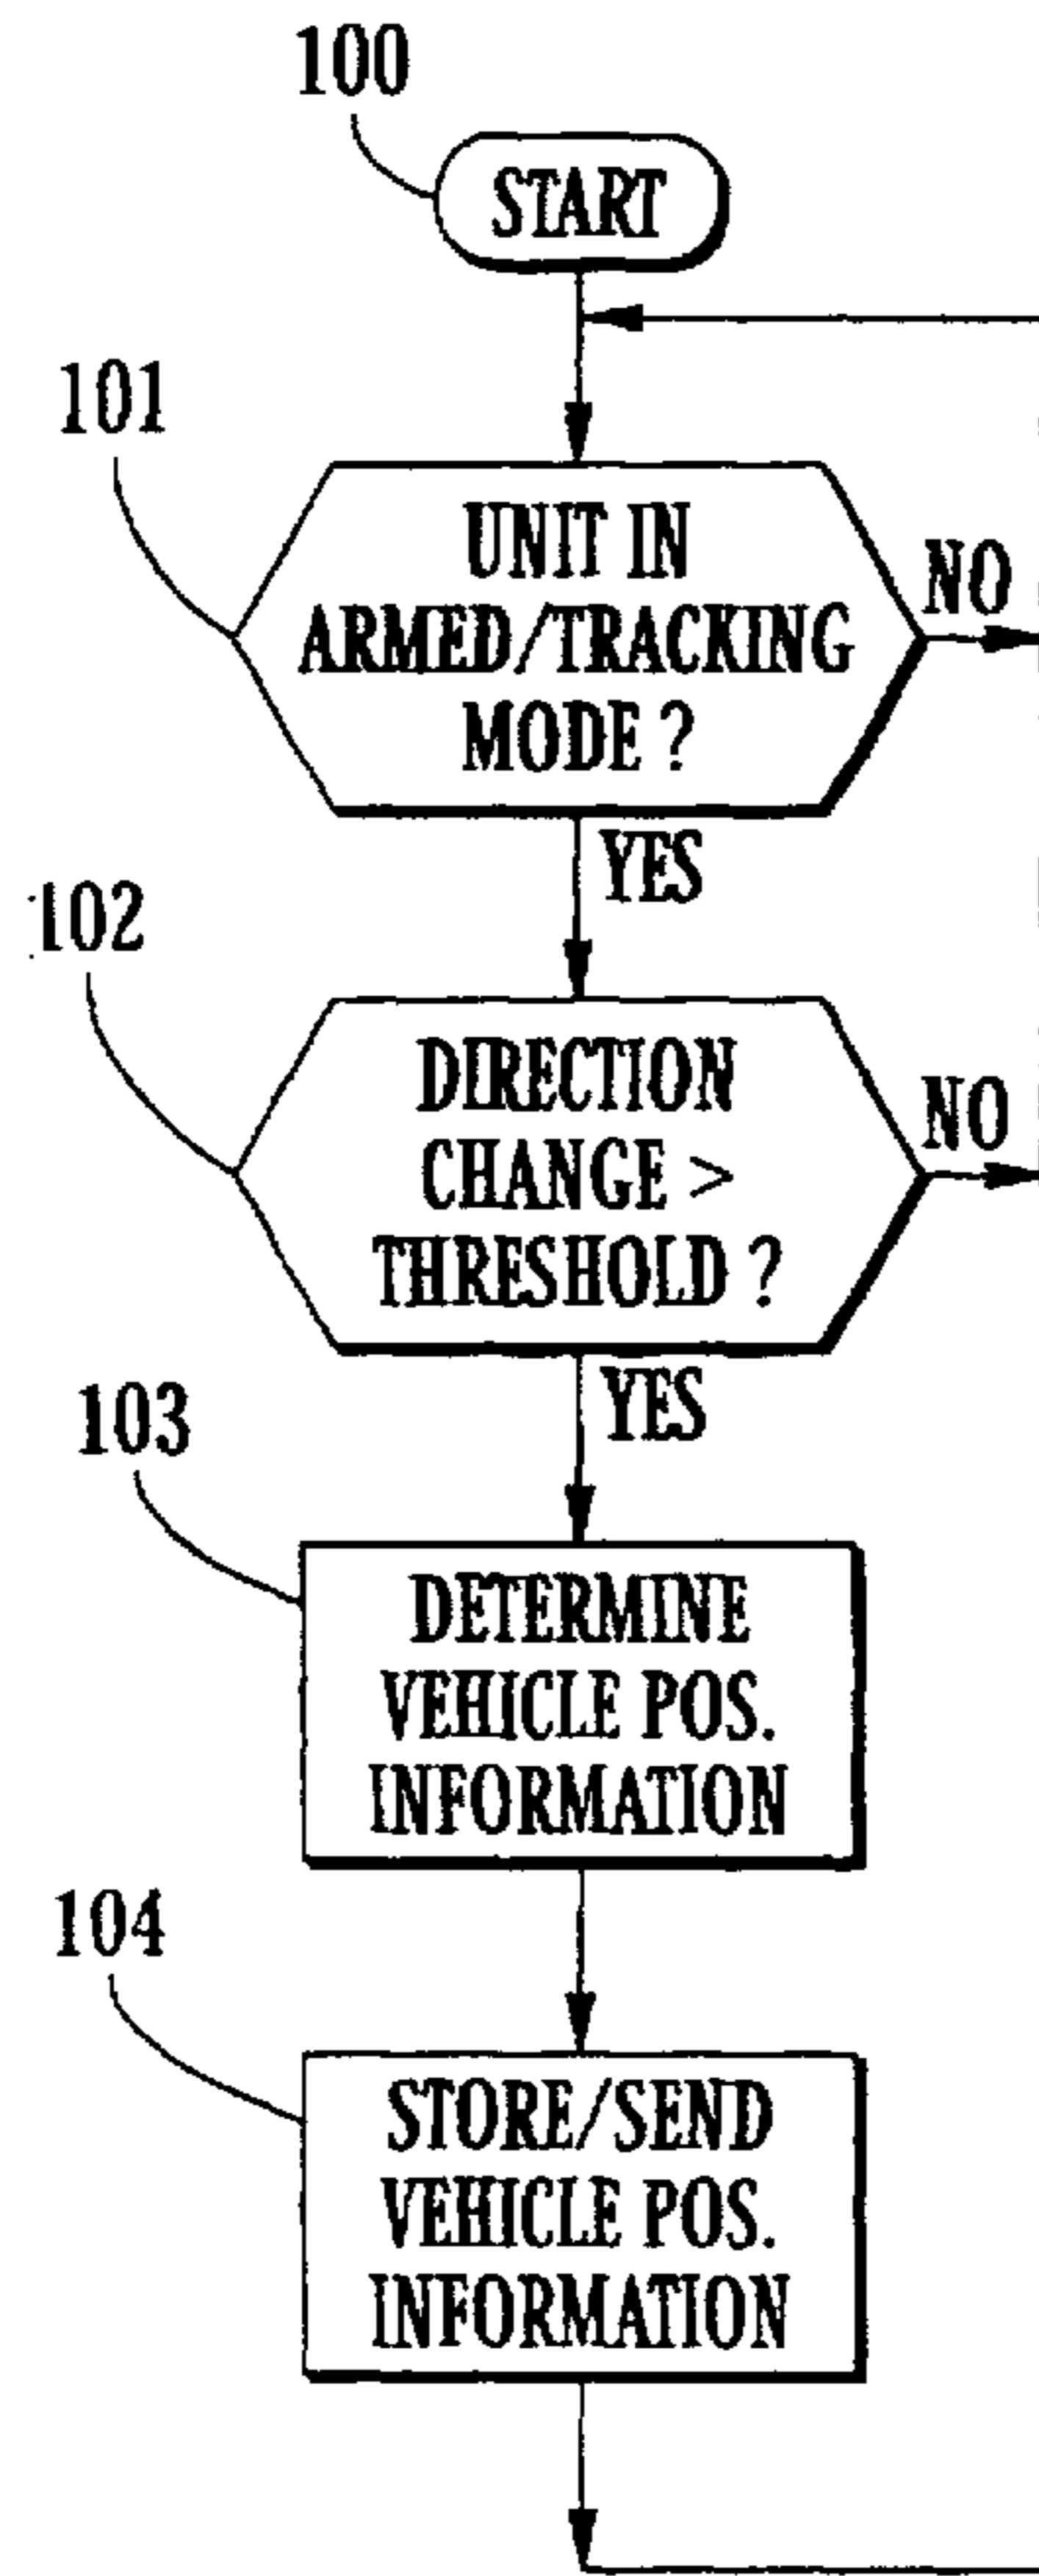 100
START
101
UNIT IN
ARMED/TRACKING
MODE ?
NO
YES
102
DIRECTION
CHANGE >
THRESHOLD ?
NO
YES
103
DETERMINE
VEHICLE POS.
INFORMATION
104
STORE/SEND
VEHICLE POS.
INFORMATION